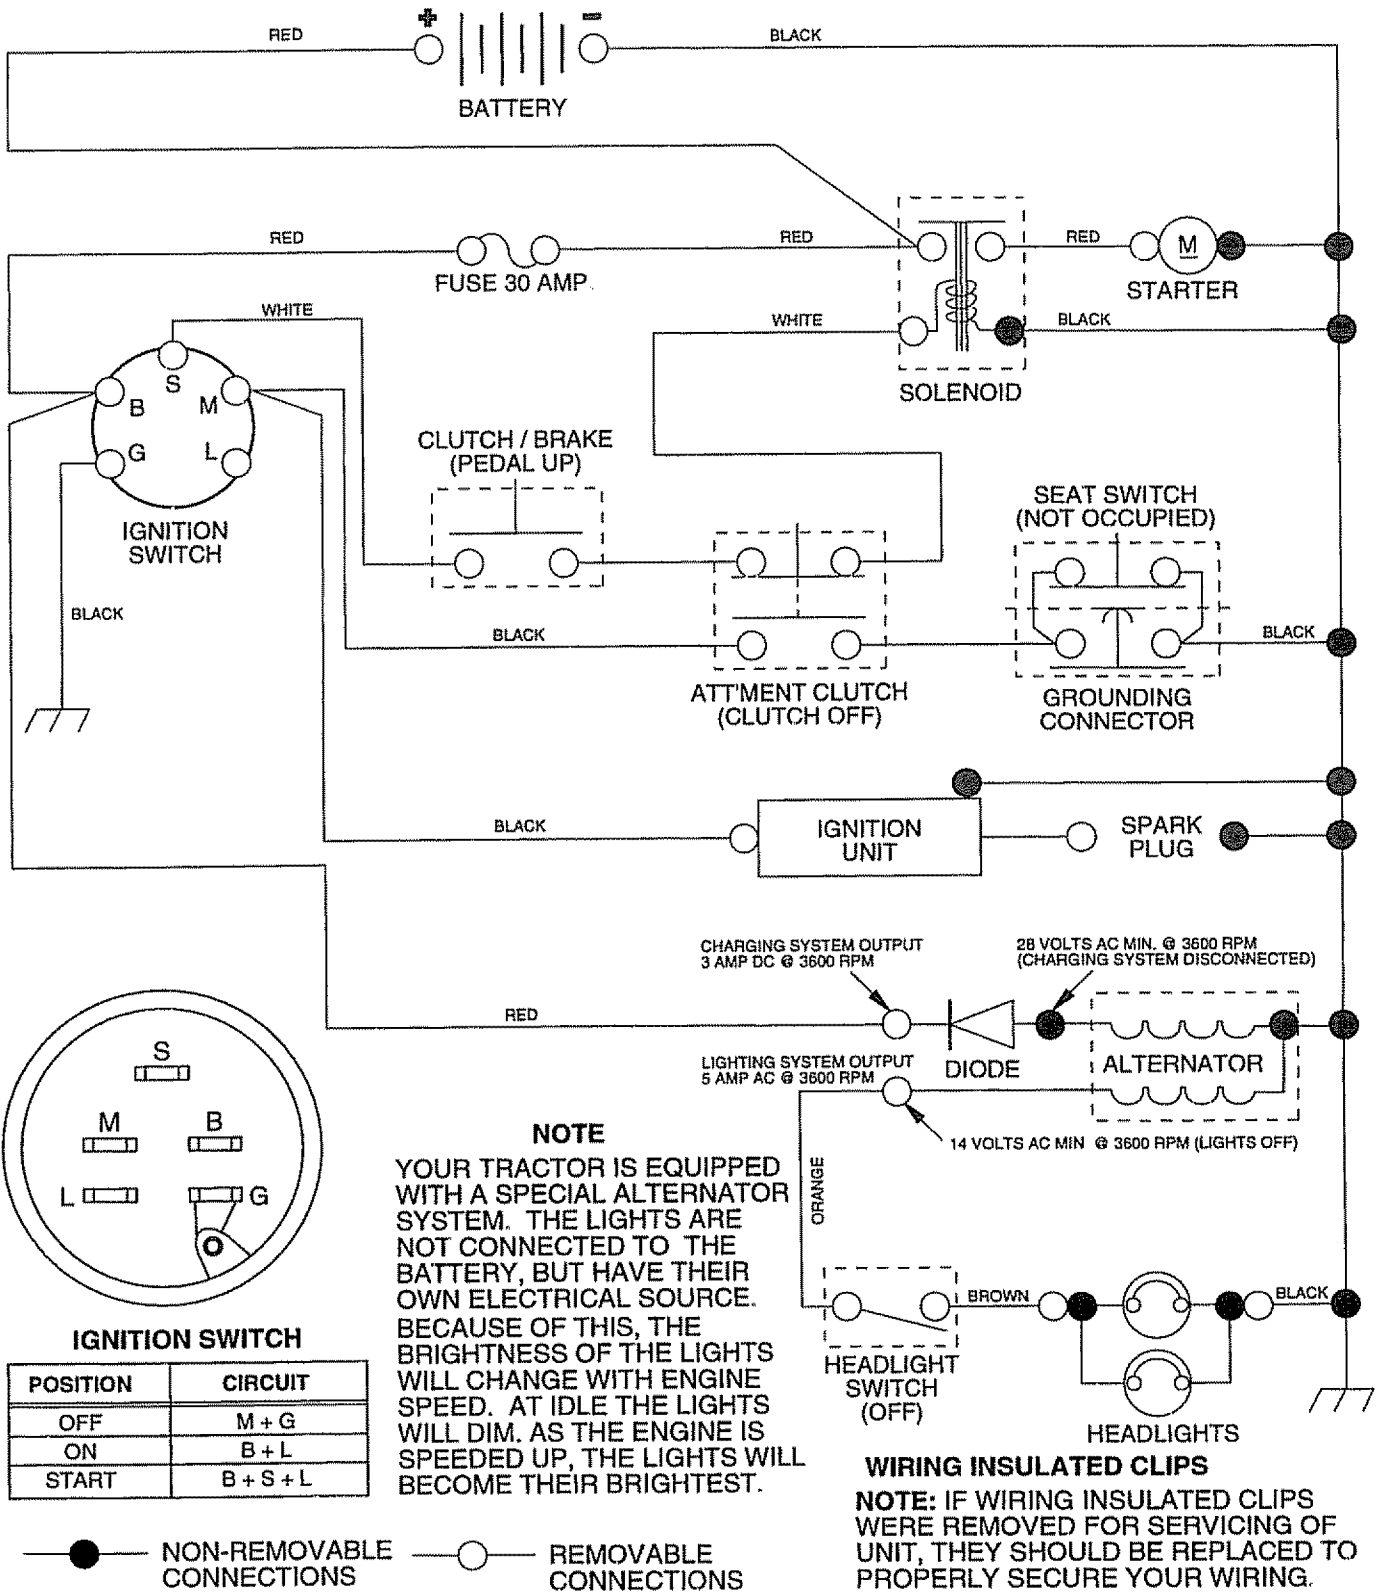 + -
RED
BLACK
BATTERY
RED
RED
RED
M
FUSE 30 AMP.
STARTER
WHITE
WHITE
BLACK
SOLENOID
S
B
M
G
L
IGNITION
SWITCH
CLUTCH / BRAKE
(PEDAL UP)
SEAT SWITCH
(NOT OCCUPIED)
BLACK
BLACK
BLACK
ATT'MENT CLUTCH
(CLUTCH OFF)
GROUNDING
CONNECTOR
BLACK
IGNITION
UNIT
SPARK
PLUG
CHARGING SYSTEM OUTPUT
3 AMP DC @ 3600 RPM
28 VOLTS AC MIN. @ 3600 RPM
(CHARGING SYSTEM DISCONNECTED)
RED
DIODE
ALTERNATOR
LIGHTING SYSTEM OUTPUT
5 AMP AC @ 3600 RPM
14 VOLTS AC MIN @ 3600 RPM (LIGHTS OFF)
ORANGE
S
M
B
L
G
IGNITION SWITCH
POSITION CIRCUIT
OFF M + G
ON B + L
START B + S + L
NOTE
YOUR TRACTOR IS EQUIPPED
WITH A SPECIAL ALTERNATOR
SYSTEM. THE LIGHTS ARE
NOT CONNECTED TO THE
BATTERY, BUT HAVE THEIR
OWN ELECTRICAL SOURCE.
BECAUSE OF THIS, THE
BRIGHTNESS OF THE LIGHTS
WILL CHANGE WITH ENGINE
SPEED. AT IDLE THE LIGHTS
WILL DIM. AS THE ENGINE IS
SPEEDED UP, THE LIGHTS WILL
BECOME THEIR BRIGHTEST.
BROWN
BLACK
HEADLIGHT
SWITCH
(OFF)
HEADLIGHTS
WIRING INSULATED CLIPS
NOTE: IF WIRING INSULATED CLIPS
WERE REMOVED FOR SERVICING OF
UNIT, THEY SHOULD BE REPLACED TO
PROPERLY SECURE YOUR WIRING.
NON-REMOVABLE
CONNECTIONS
REMOVABLE
CONNECTIONS